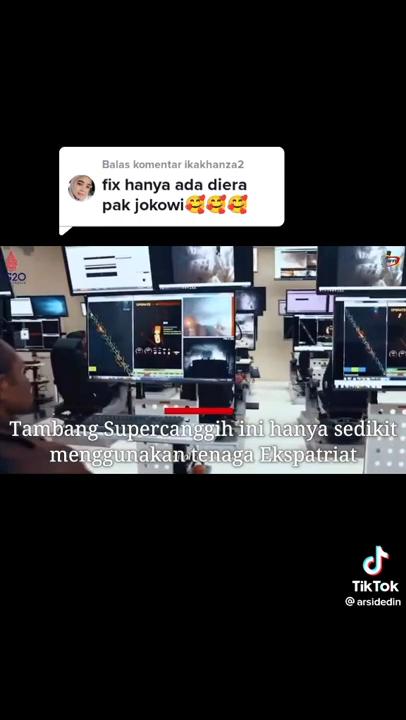 Balas komentar ikakhanza2
fix hanya ada diera
pak jokowi🥰🥰🥰
G20
Tambang Supercanggih ini hanya sedikit
menggunakan tenaga Ekspatriat
TikTok
@arsidedin